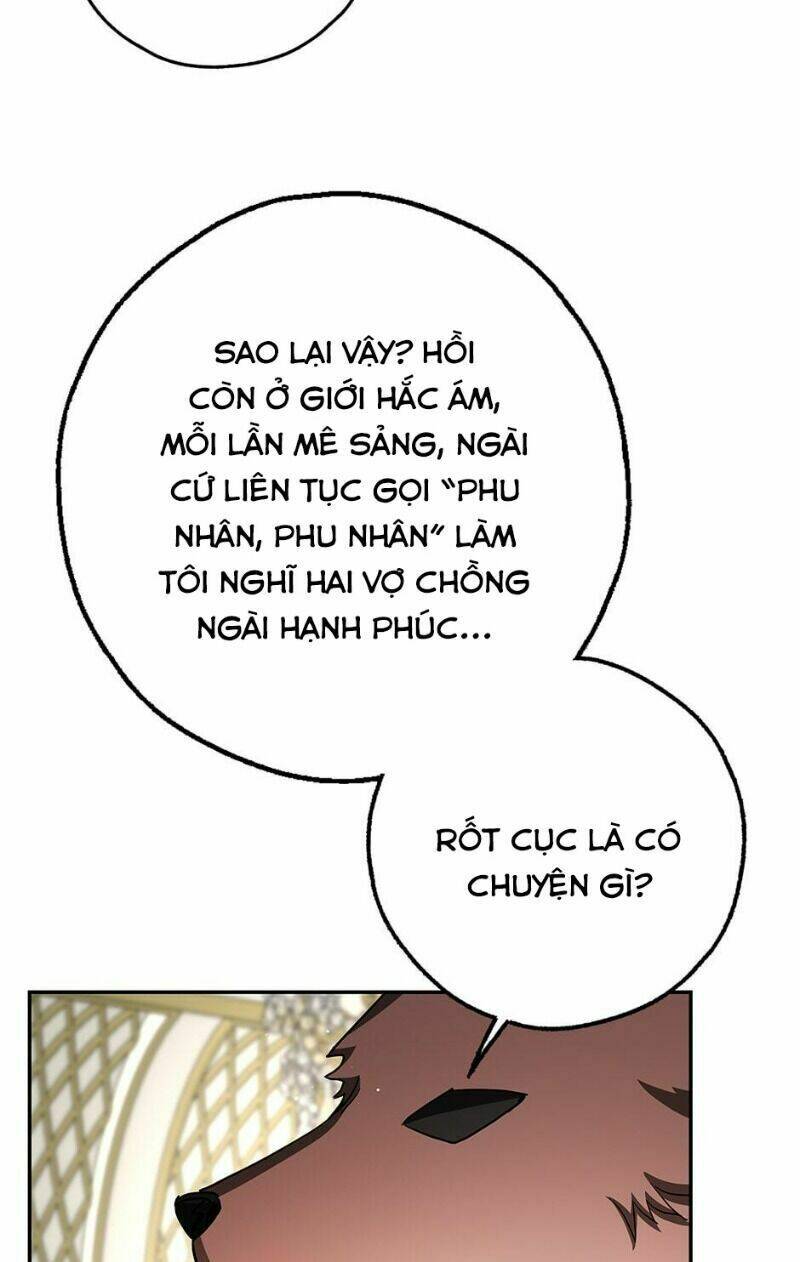 SAO LẠI VẬY? HỒI
CÒN Ở GIỚI HẮC ÁM,
MỖI LẦN MÊ SẢNG, NGÀI
CỨ LIÊN TỤC GỌI "PHU
NHÂN, PHU NHÂN" LÀM
TÔI NGHĨ HAI VỢ CHỒNG
NGÀI HẠNH PHÚC...
RỐT CỤC LÀ CÓ
CHUYỆN GÌ?